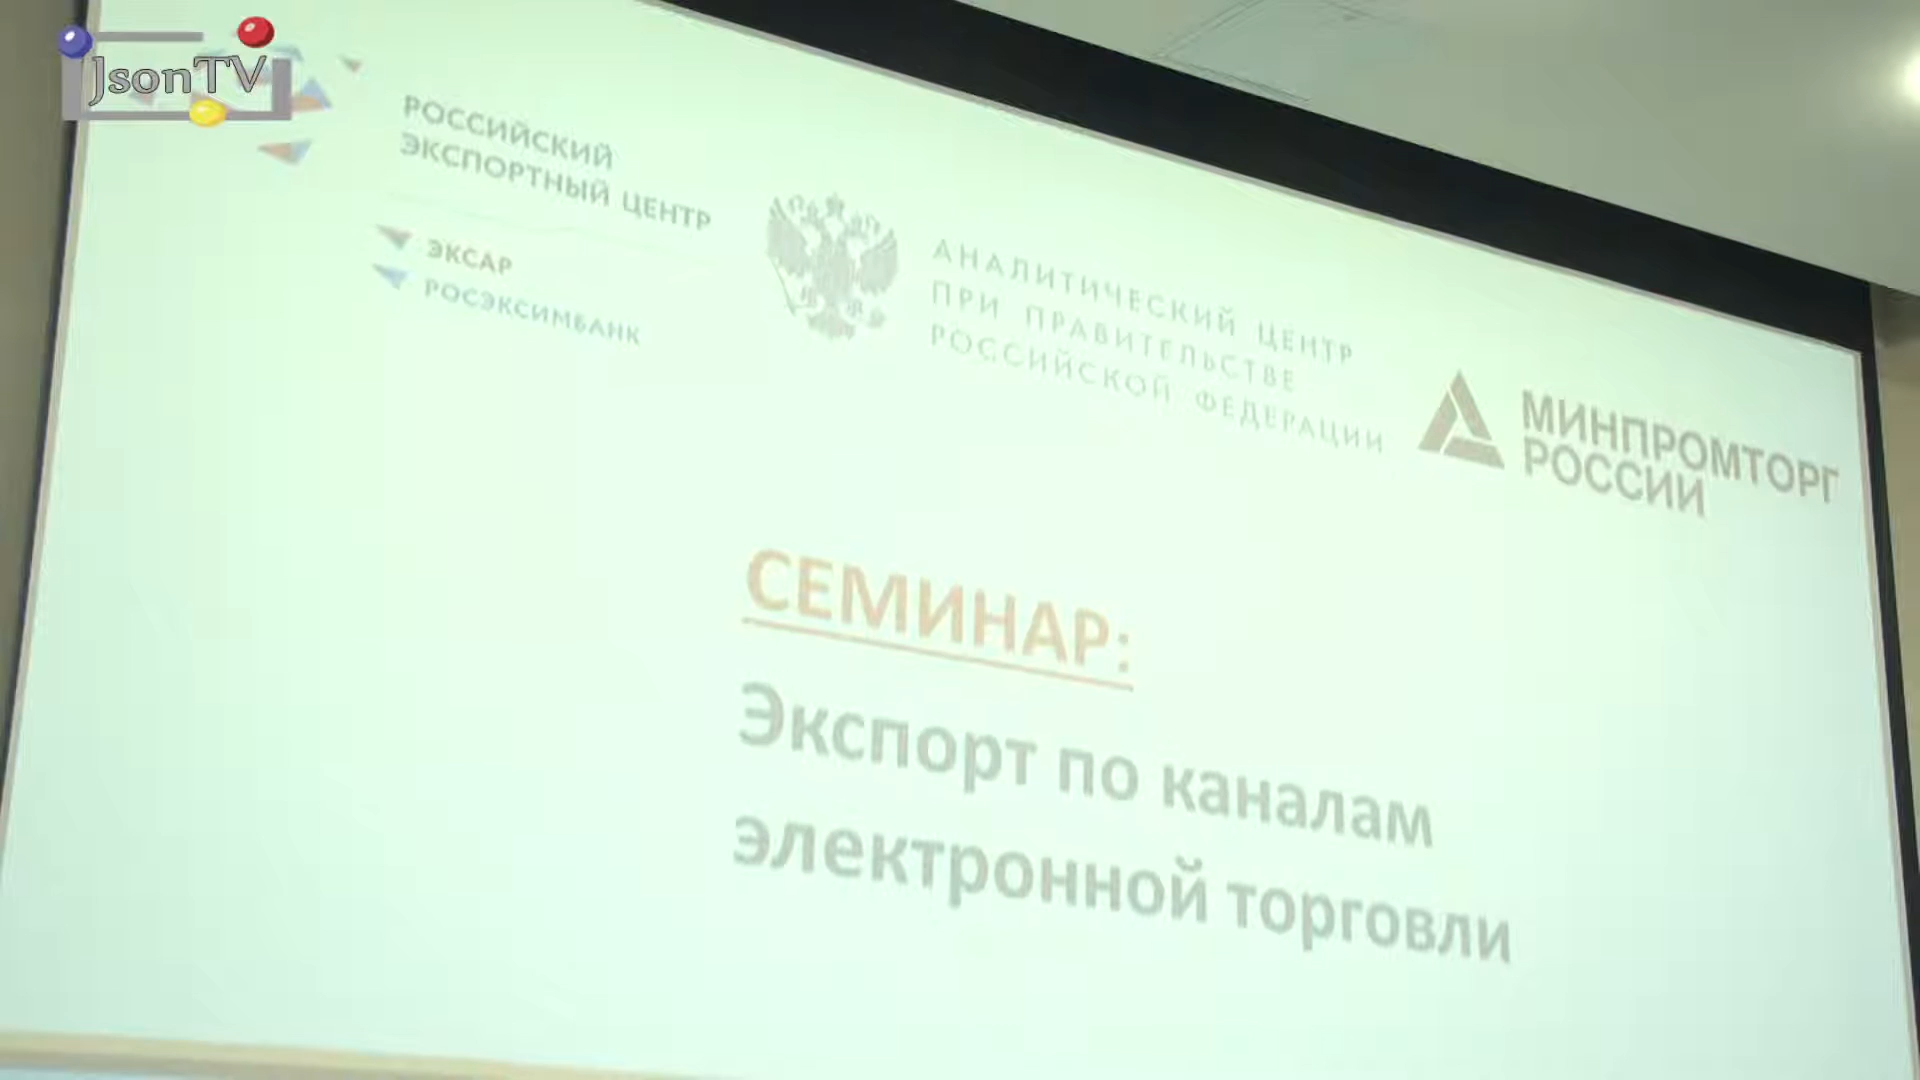 JsonTV
РОССИЙСКИЙ
ЭКСПОРТНЫЙ ЦЕНТР
ЭКСАР
РОСЭКСИМБАНК
АНАЛИТИЧЕСКИЙ ЦЕНТР
ПРИ ПРАВИТЕЛЬСТВЕ
РОССИЙСКОЙ ФЕДЕРАЦИИ
МИНПРОМТОРГ
РОССИИ
СЕМИНАР:
Экспорт по каналам
электронной торговли